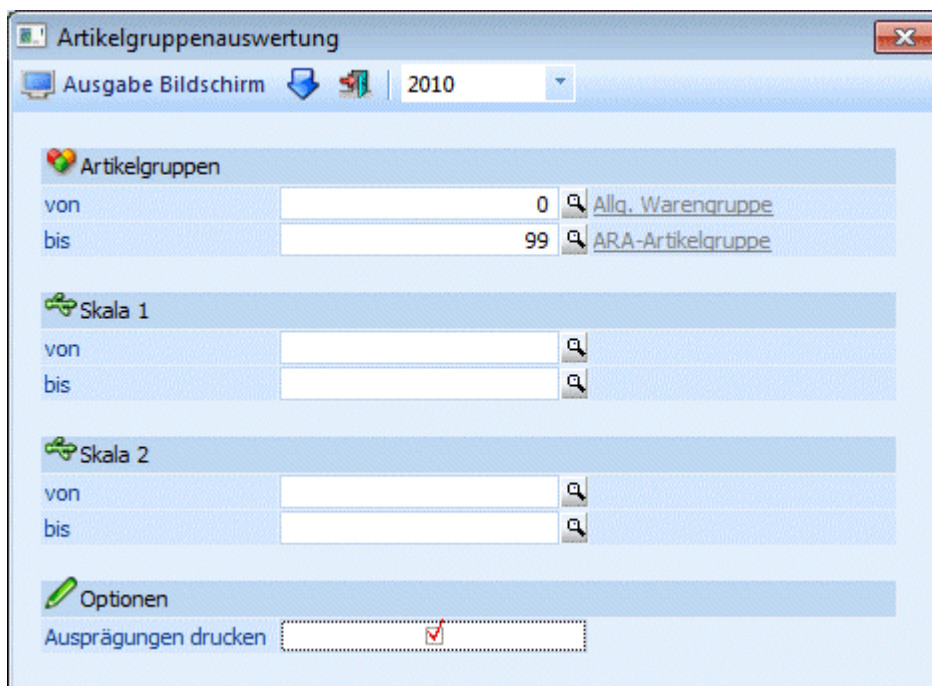 Artikelgruppenauswertung
Ausgabe Bildschirm 2010
Artikelgruppen
von 0 Allg. Warengruppe
bis 99 ARA-Artikelgruppe
Skala 1
von
bis
Skala 2
von
bis
Optionen
Ausprägungen drucken